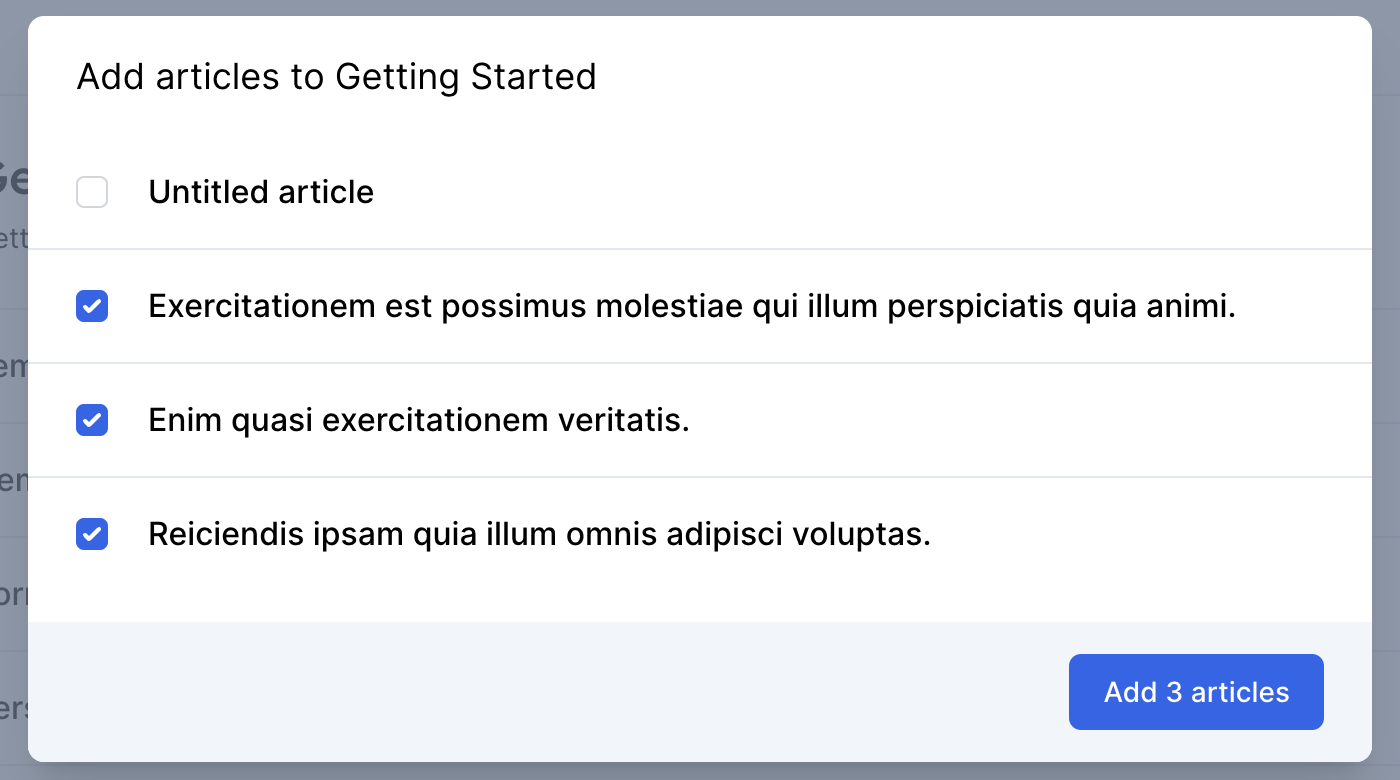 Add articles to Getting Started
Untitled article
Exercitationem est possimus molestiae qui illum perspiciatis quia animi.
Enim quasi exercitationem veritatis.
Reiciendis ipsam quia illum omnis adipisci voluptas.
Add 3 articles